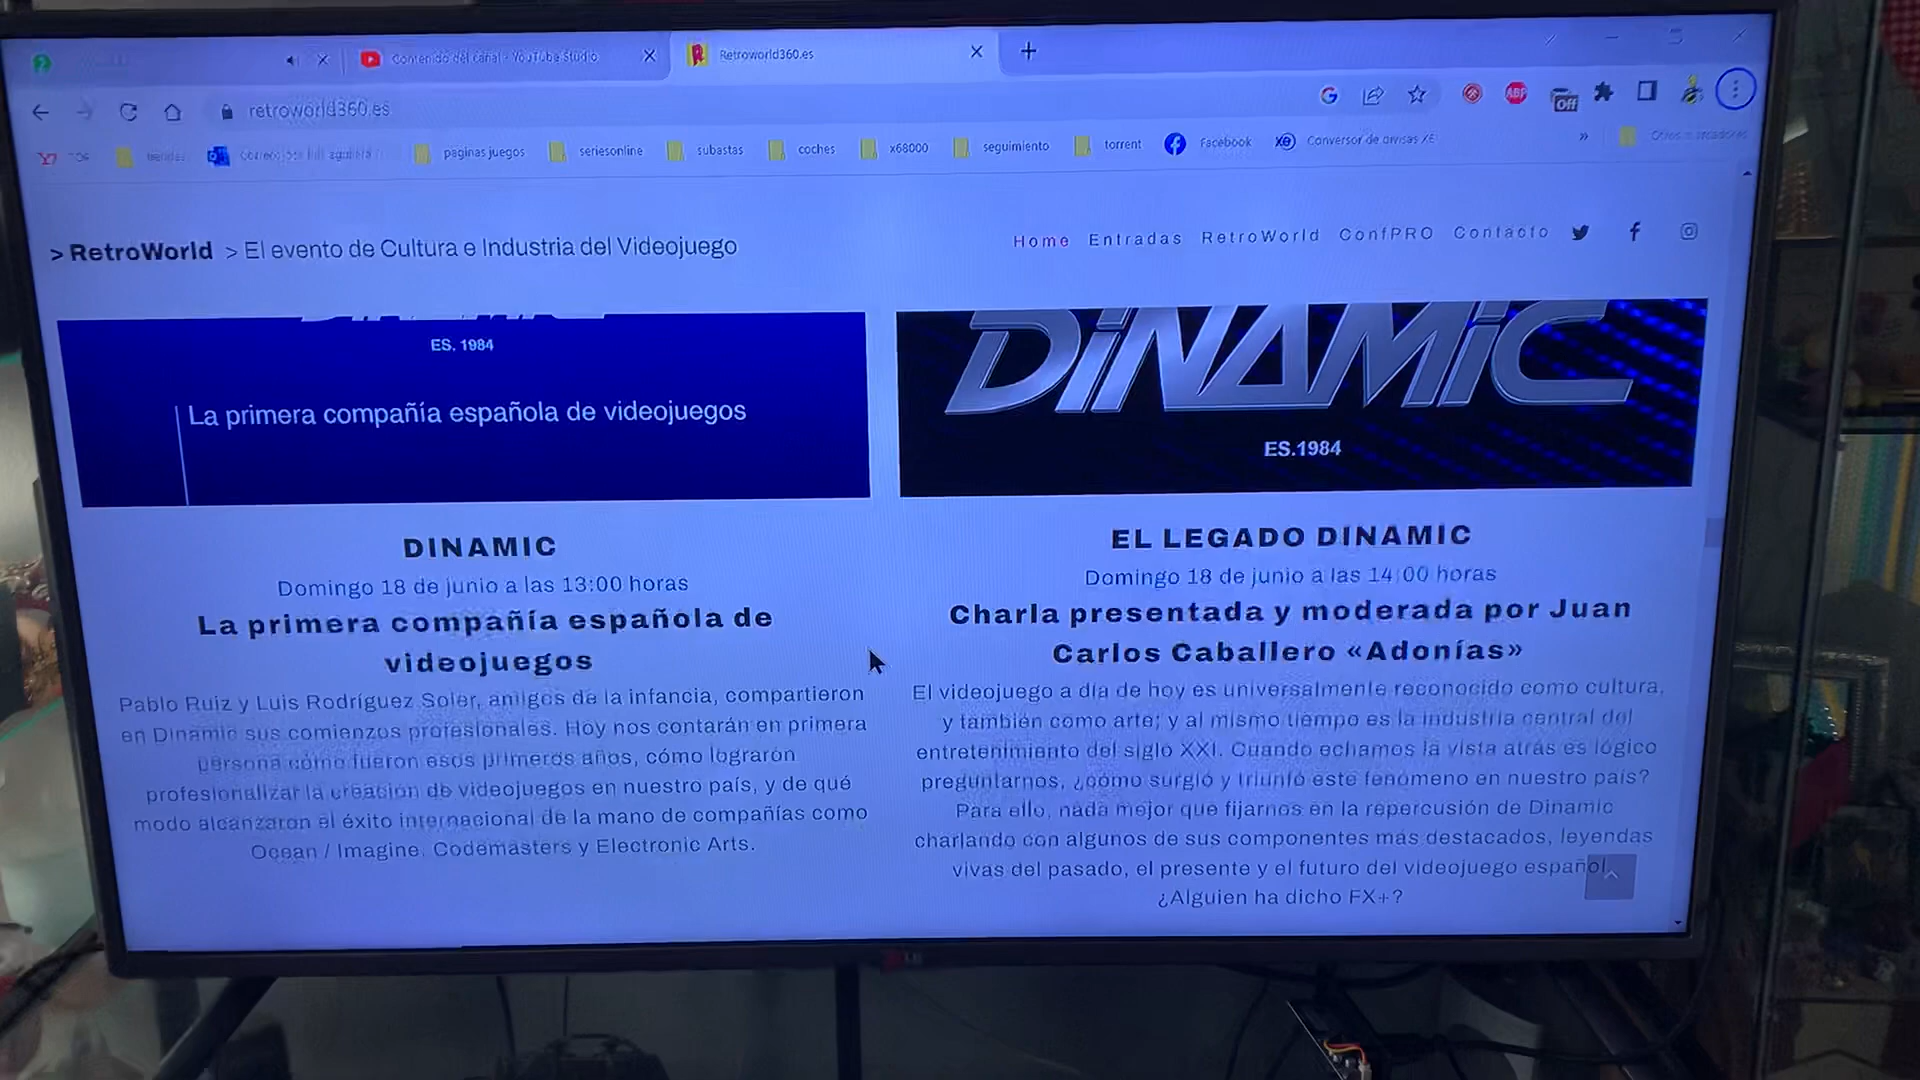 Contenido del canal - YouTube Studio
Retroworld360.es
retroworld360.es
ABP
Off
paginas juegos
seriesonline
subastas
coches
x68000
seguimiento
torrent
Facebook
Conversor de divisas XE
»
> RetroWorld > El evento de Cultura e Industria del Videojuego
Home Entradas RetroWorld ConfPRO Contacto
ES. 1984
La primera compañía española de videojuegos
DINAMIC
Domingo 18 de junio a las 13:00 horas
La primera compañía española de
videojuegos
Pablo Ruiz y Luis Rodríguez Soler, amigos de la infancia, compartieron
en Dinamic sus comienzos profesionales. Hoy nos contarán en primera
persona cómo fueron esos primeros años, cómo lograron
profesionalizar la creación de videojuegos en nuestro país, y de qué
modo alcanzaron el éxito internacional de la mano de compañías como
Ocean / Imagine, Codemasters y Electronic Arts.
DiNAMiC
ES.1984
EL LEGADO DINAMIC
Domingo 18 de junio a las 14:00 horas
Charla presentada y moderada por Juan
Carlos Caballero «Adonías»
El videojuego a día de hoy es universalmente reconocido como cultura,
y también como arte; y al mismo tiempo es la industria central del
entretenimiento del siglo XXI. Cuando echamos la vista atrás es lógico
preguntarnos, ¿cómo surgió y triunfó este fenómeno en nuestro país?
Para ello, nada mejor que fijarnos en la repercusión de Dinamic
charlando con algunos de sus componentes más destacados, leyendas
vivas del pasado, el presente y el futuro del videojuego español.
¿Alguien ha dicho FX+?